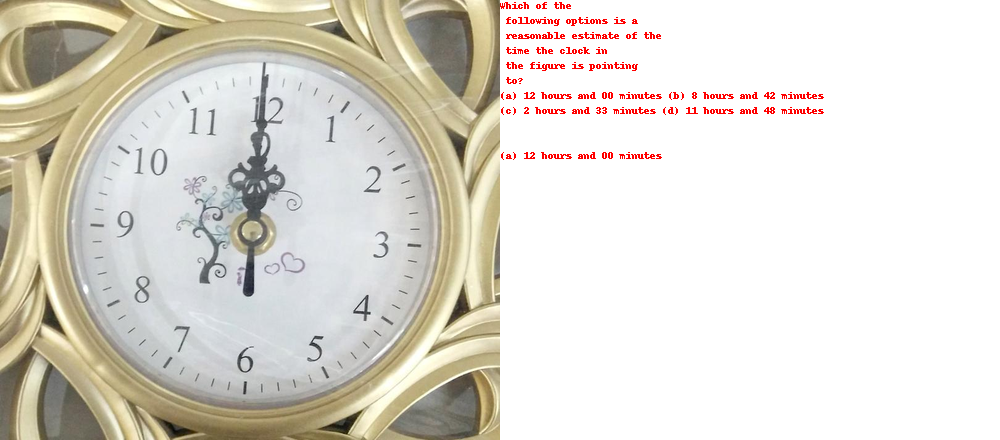 Which of the
following options is a
reasonable estimate of the
time the clock in
the figure is pointing
to?
(a) 12 hours and 00 minutes (b) 8 hours and 42 minutes
(c) 2 hours and 33 minutes (d) 11 hours and 48 minutes
(a) 12 hours and 00 minutes
12
11
1
10
2
9
3
8
4
7
5
6